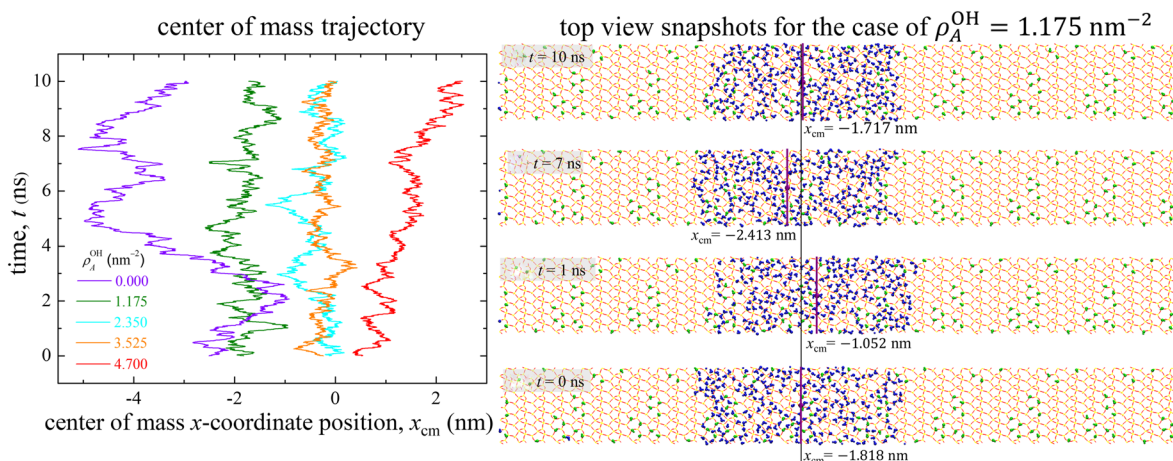 center of mass trajectory
10
8
6
4
2
0
time, t (ns)
ρ_A^OH (nm⁻²)
0.000
1.175
2.350
3.525
4.700
-4
-2
0
2
center of mass x-coordinate position, x_cm (nm)
top view snapshots for the case of ρ_A^OH = 1.175 nm⁻²
t = 10 ns
x_cm= −1.717 nm
t = 7 ns
x_cm= −2.413 nm
t = 1 ns
x_cm= −1.052 nm
t = 0 ns
x_cm= −1.818 nm